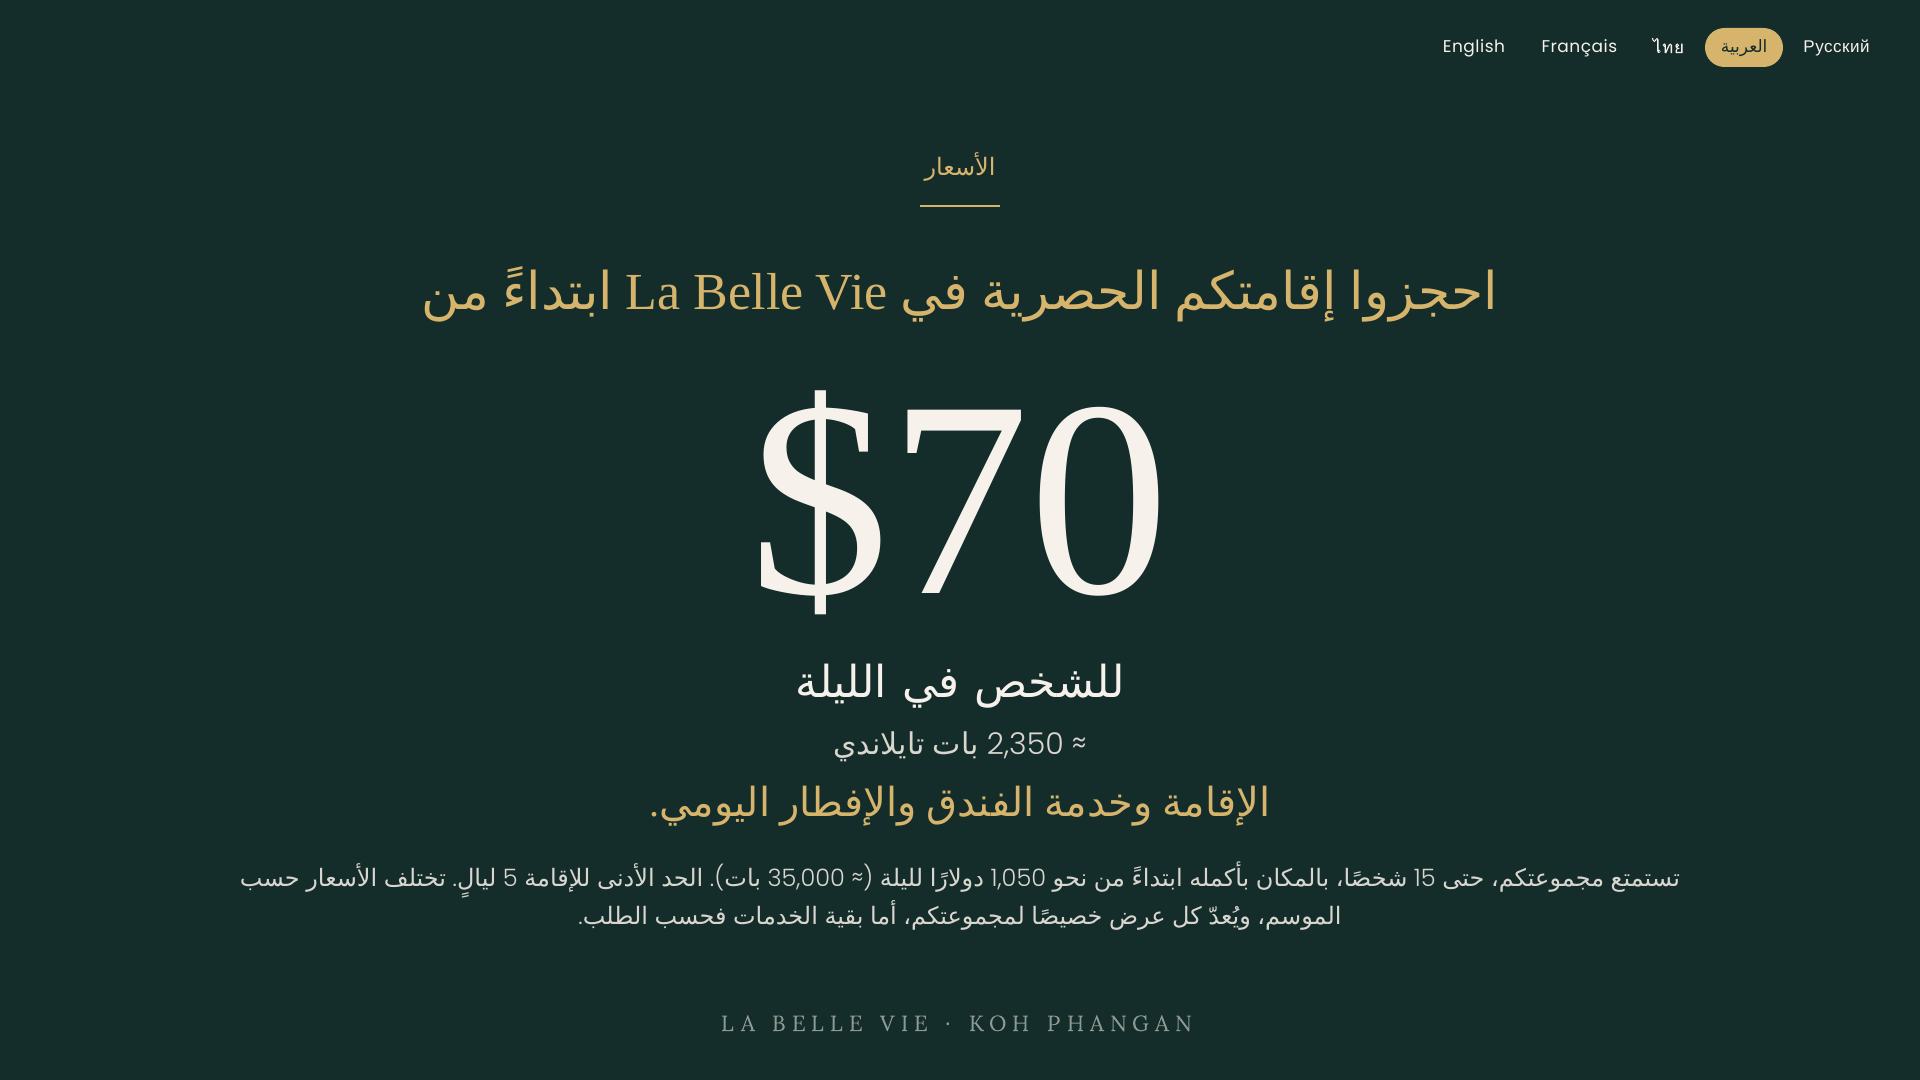 English Français ไทย العربية Русский
الأسعار
احجزوا إقامتكم الحصرية في La Belle Vie ابتداءً من
$70
للشخص في الليلة
≈ 2,350 بات تايلاندي
الإقامة وخدمة الفندق والإفطار اليومي.
تستمتع مجموعتكم، حتى 15 شخصًا، بالمكان بأكمله ابتداءً من نحو 1,050 دولارًا لليلة (≈ 35,000 بات). الحد الأدنى للإقامة 5 ليالٍ. تختلف الأسعار حسب
الموسم، ويُعدّ كل عرض خصيصًا لمجموعتكم، أما بقية الخدمات فحسب الطلب.
LA BELLE VIE · KOH PHANGAN